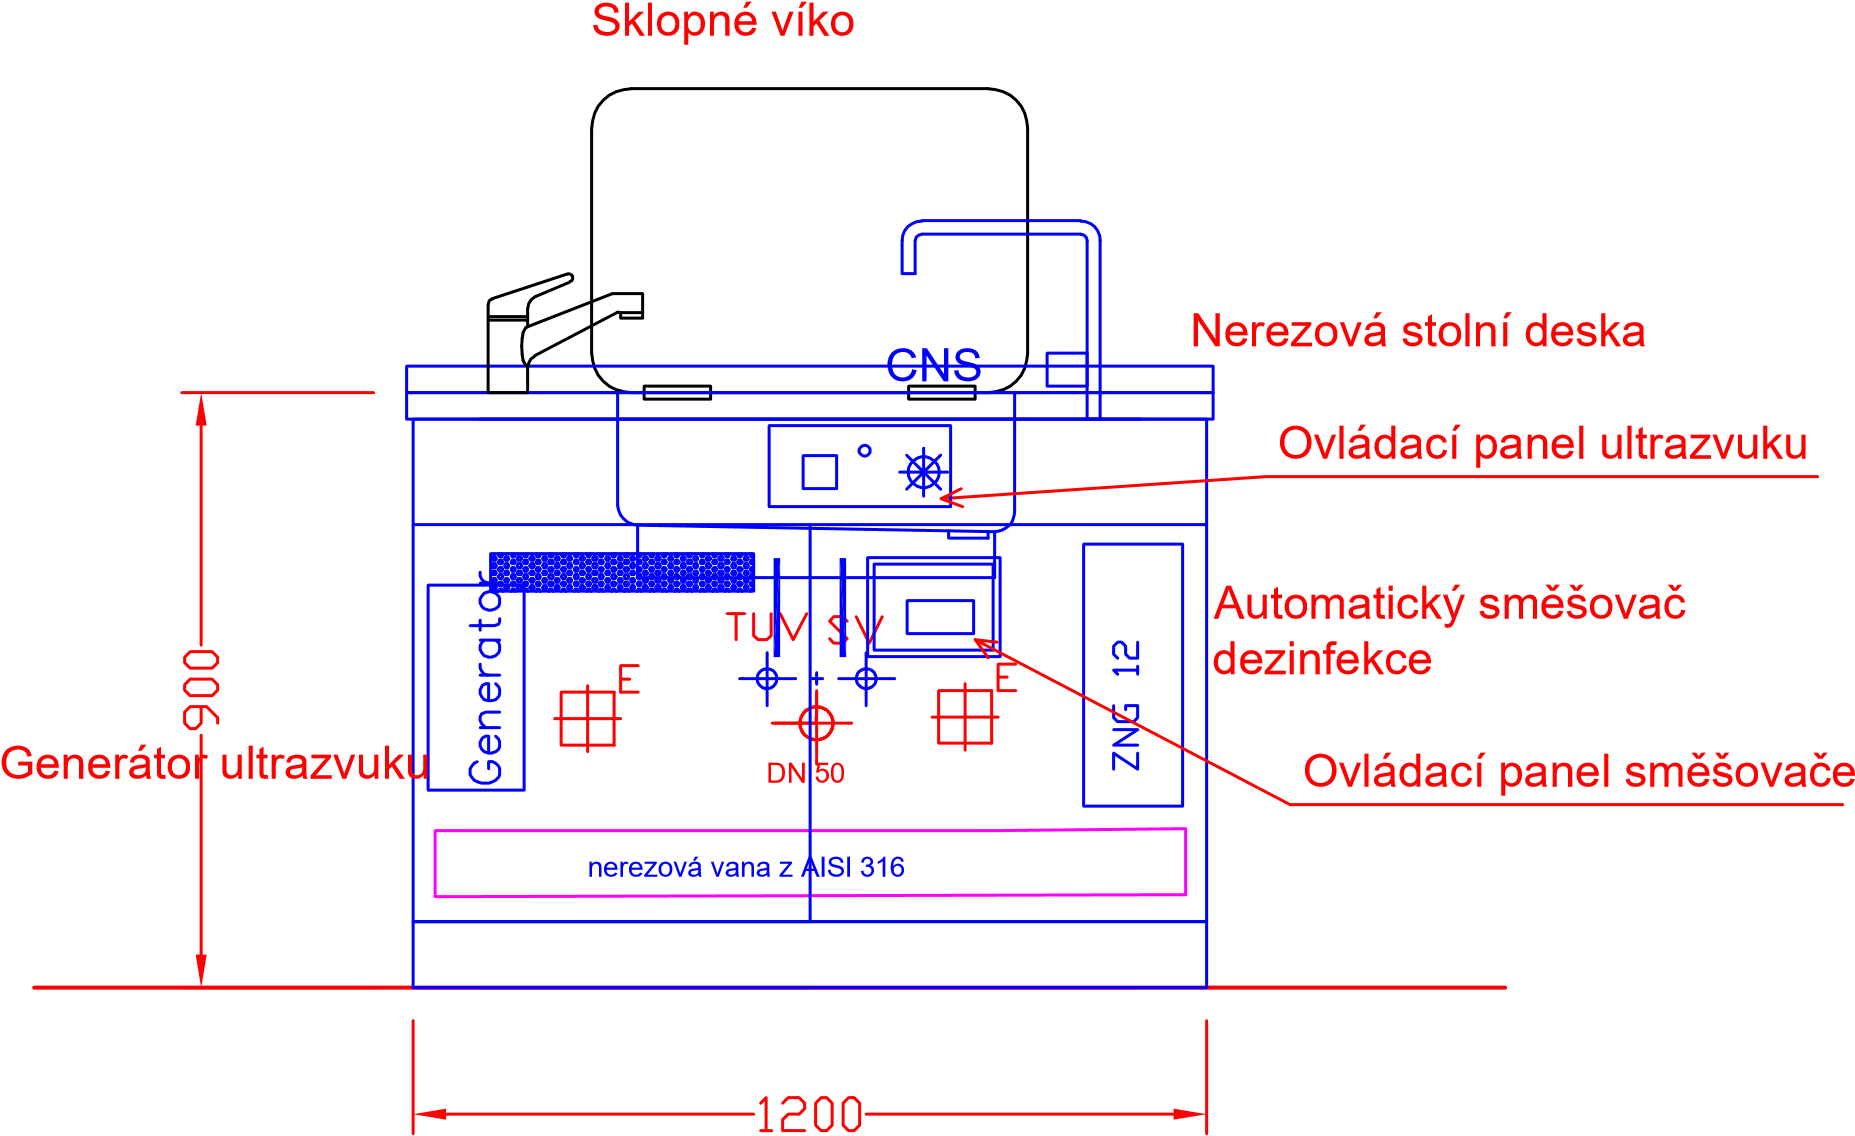 Sklopné víko
Nerezová stolní deska
CNS
Ovládací panel ultrazvuku
Automatický směšovač
dezinfekce
TUV SV
Generator
E
E
ZNG 12
900
Generátor ultrazvuku
DN 50
Ovládací panel směšovače
nerezová vana z AISI 316
1200